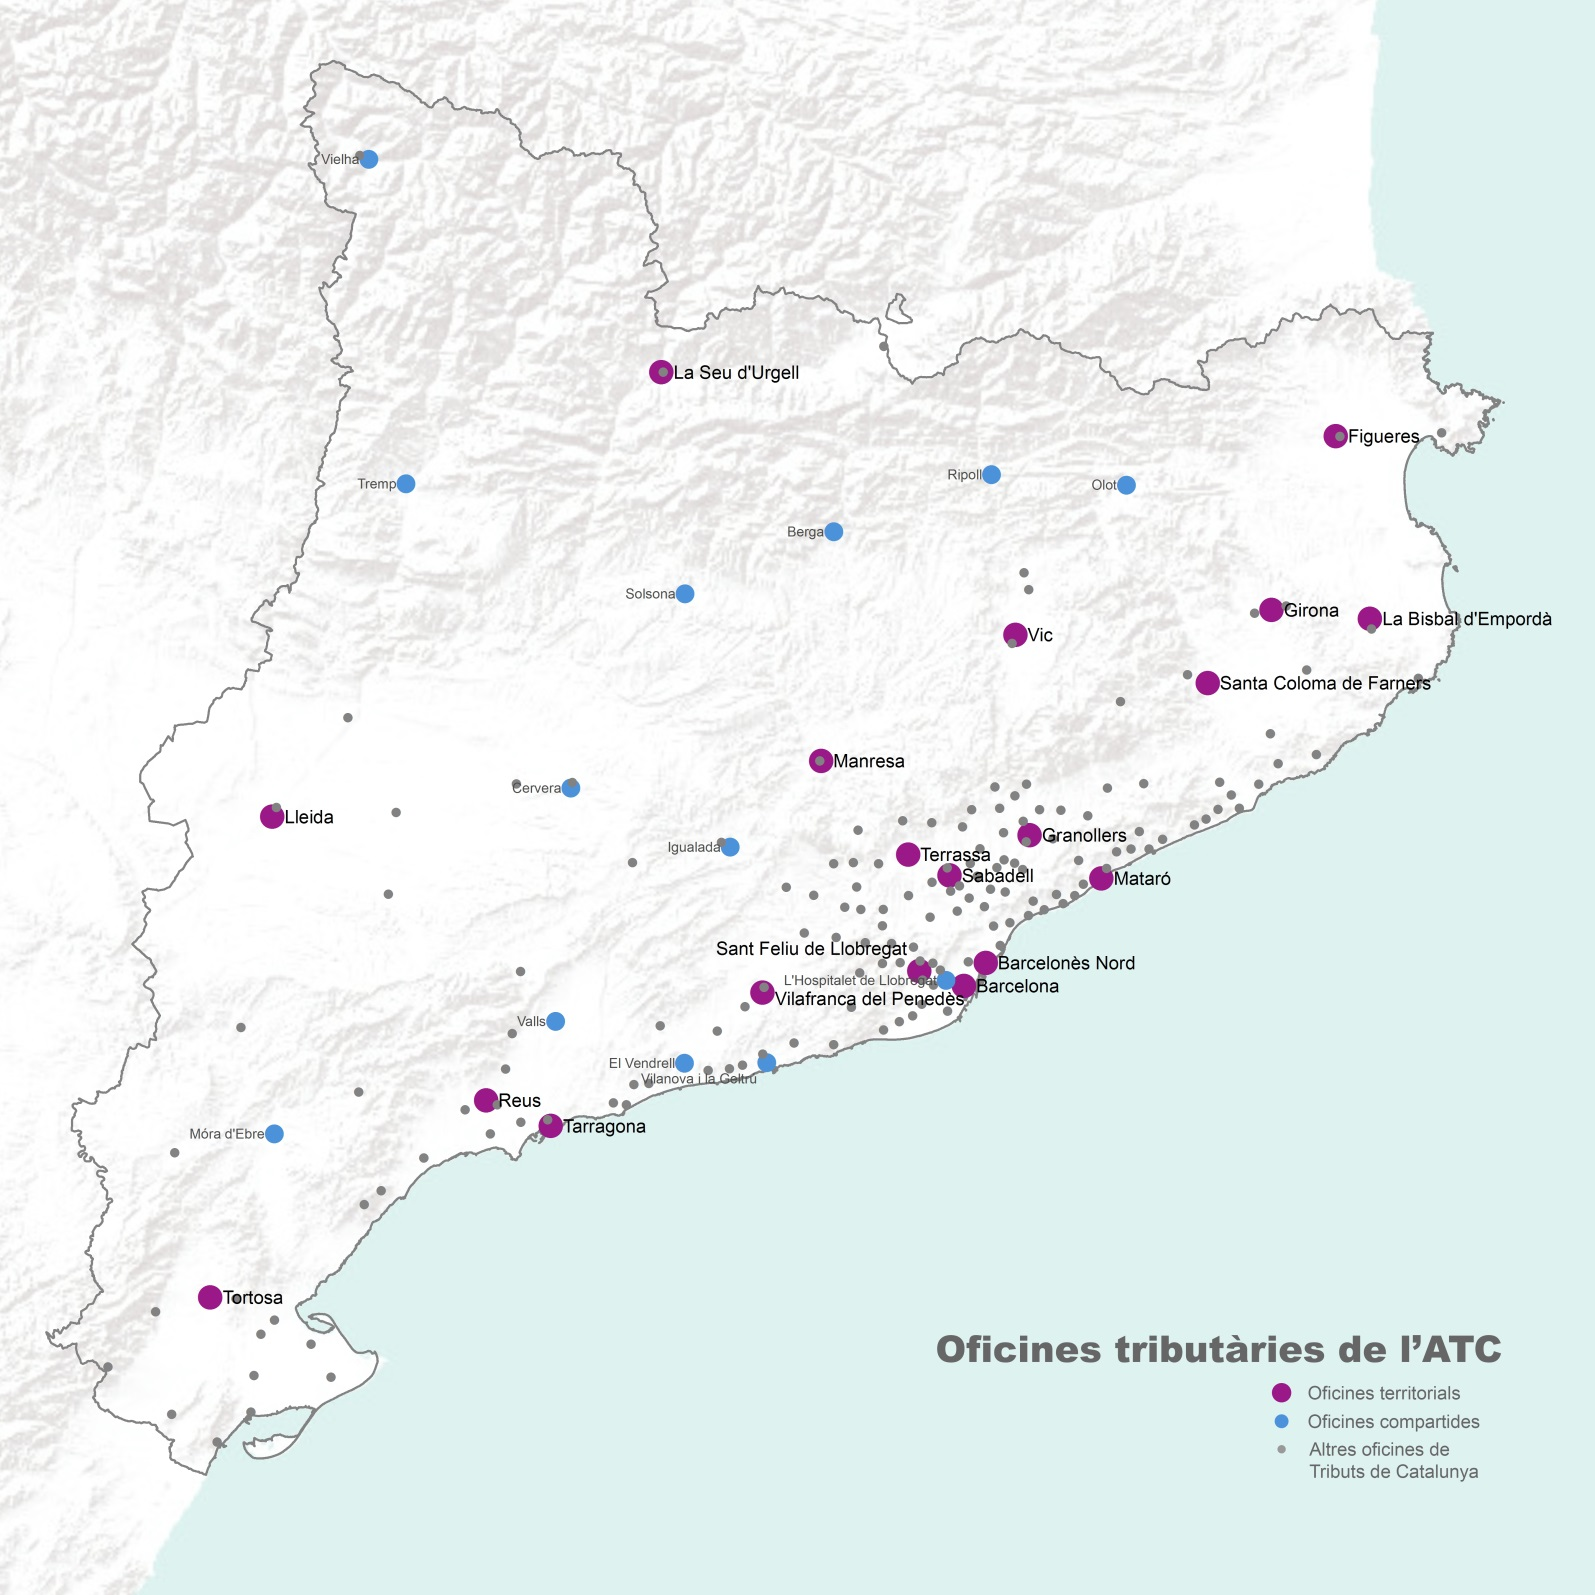 Vielha
La Seu d'Urgell
Figueres
Tremp
Ripoll
Olot
Berga
Solsona
Girona
La Bisbal d'Empordà
Vic
Santa Coloma de Farners
Manresa
Cervera
Lleida
Igualada
Granollers
Terrassa
Sabadell
Mataró
Sant Feliu de Llobregat
Barcelonès Nord
L'Hospitalet de Llobregat
Barcelona
Vilafranca del Penedès
Valls
El Vendrell
Vilanova i la Geltrú
Reus
Tarragona
Móra d'Ebre
Tortosa
Oficines tributàries de l’ATC
Oficines territorials
Oficines compartides
Altres oficines de
Tributs de Catalunya